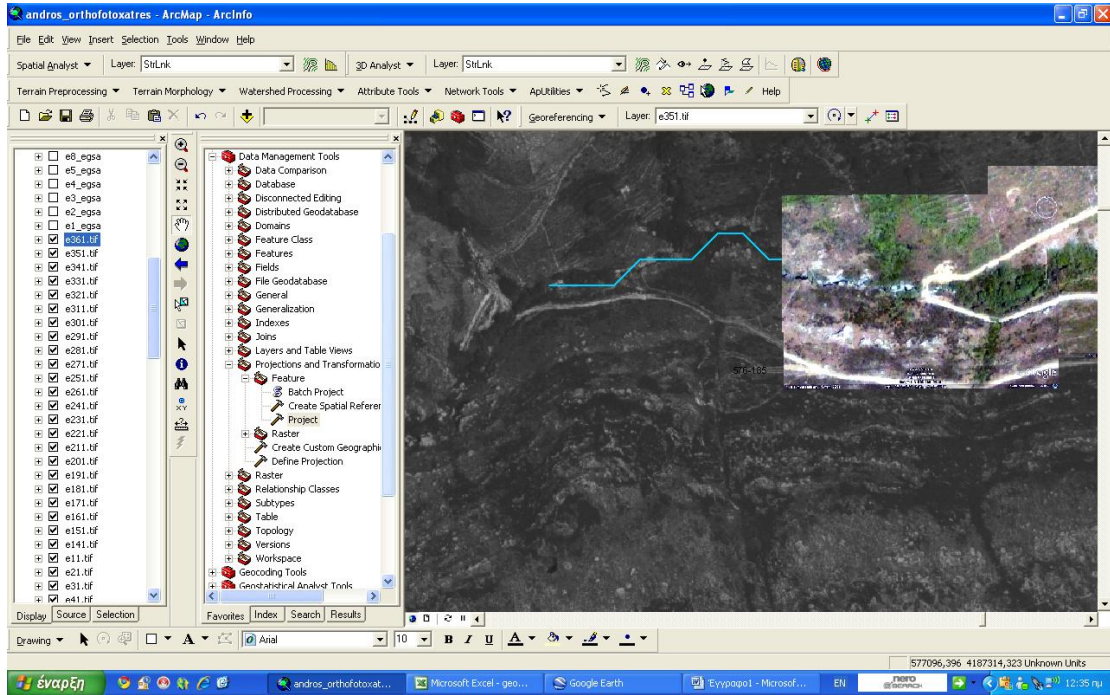 andros_orthofotoxatres - ArcMap - ArcInfo
File Edit View Insert Selection Tools Window Help
Spatial Analyst Layer: StrLnk 3D Analyst Layer: StrLnk
Terrain Preprocessing Terrain Morphology Watershed Processing Attribute Tools Network Tools ApUtilities Help
Georeferencing Layer: e351.tif
e8_egsa
e5_egsa
e4_egsa
e3_egsa
e2_egsa
e1_egsa
e361.tif
e351.tif
e341.tif
e331.tif
e321.tif
e311.tif
e301.tif
e291.tif
e281.tif
e271.tif
e251.tif
e261.tif
e241.tif
e231.tif
e221.tif
e211.tif
e201.tif
e191.tif
e181.tif
e171.tif
e161.tif
e151.tif
e141.tif
e11.tif
e21.tif
e31.tif
e41.tif
Display Source Selection
Data Management Tools
Data Comparison
Database
Disconnected Editing
Distributed Geodatabase
Domains
Feature Class
Features
Fields
File Geodatabase
General
Generalization
Indexes
Joins
Layers and Table Views
Projections and Transformatio
Feature
Batch Project
Create Spatial Referer
Project
Raster
Create Custom Geographi
Define Projection
Raster
Relationship Classes
Subtypes
Table
Topology
Versions
Workspace
Geocoding Tools
Geostatistical Analyst Tools
Favorites Index Search Results
Drawing A Arial 10 B I U A
577096,396 4187314,323 Unknown Units
έναρξη andros_orthofotoxat... Microsoft Excel - geo... Google Earth Έγγραφο1 - Microsof... EN nero SEARCH 12:35 πμ